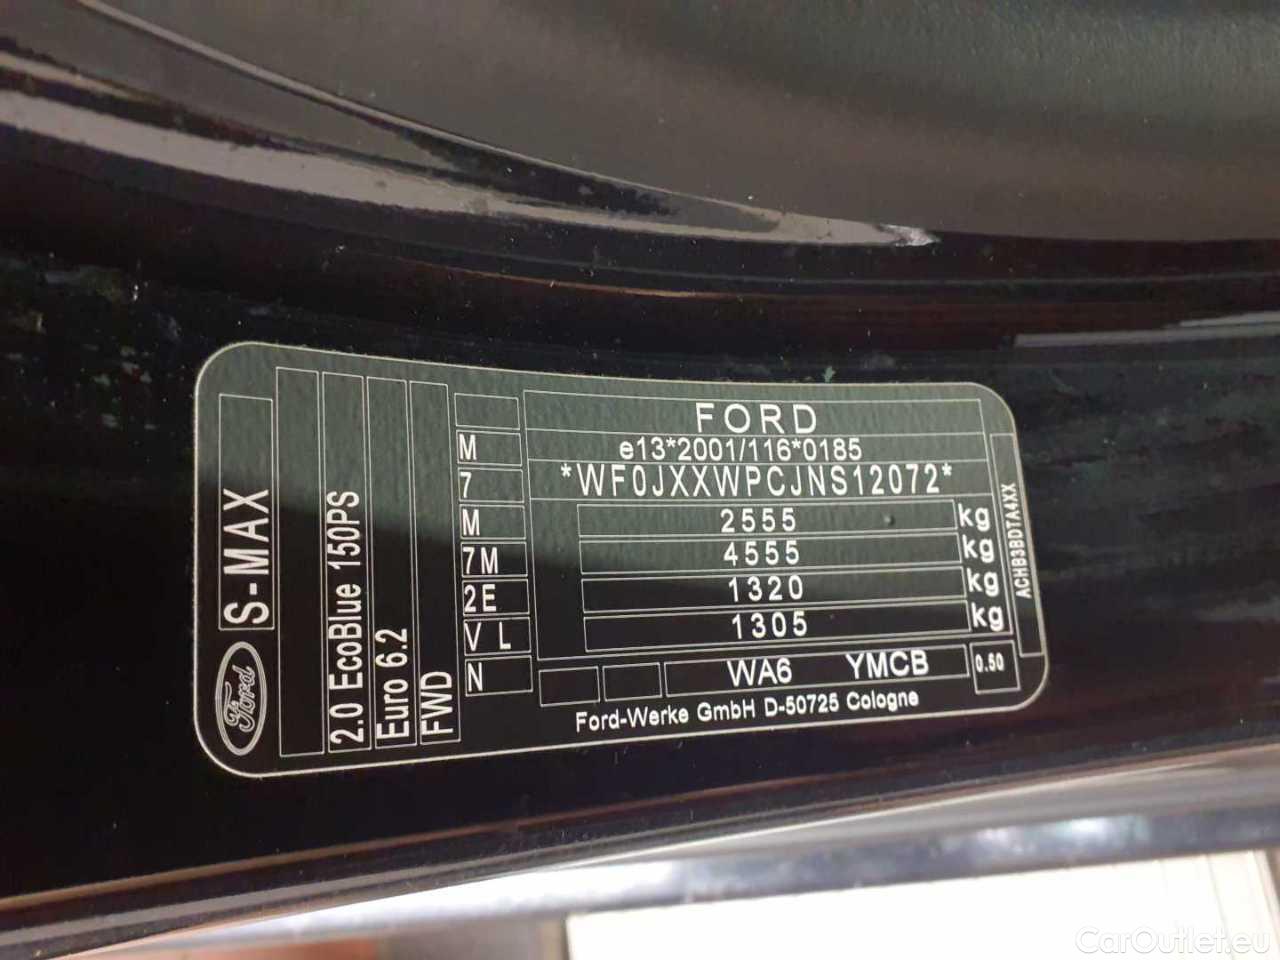 Ford
S-MAX
2.0 EcoBlue 150PS
Euro 6.2
FWD
M
7
M
7M
2E
V L
N
FORD
e13*2001/116*0185
*WF0JXXWPCJNS12072*
2555 kg
4555 kg
1320 kg
1305 kg
WA6 YMCB
0.50
Ford-Werke GmbH D-50725 Cologne
ACHB3BDTA4XX
CarOutlet.eu